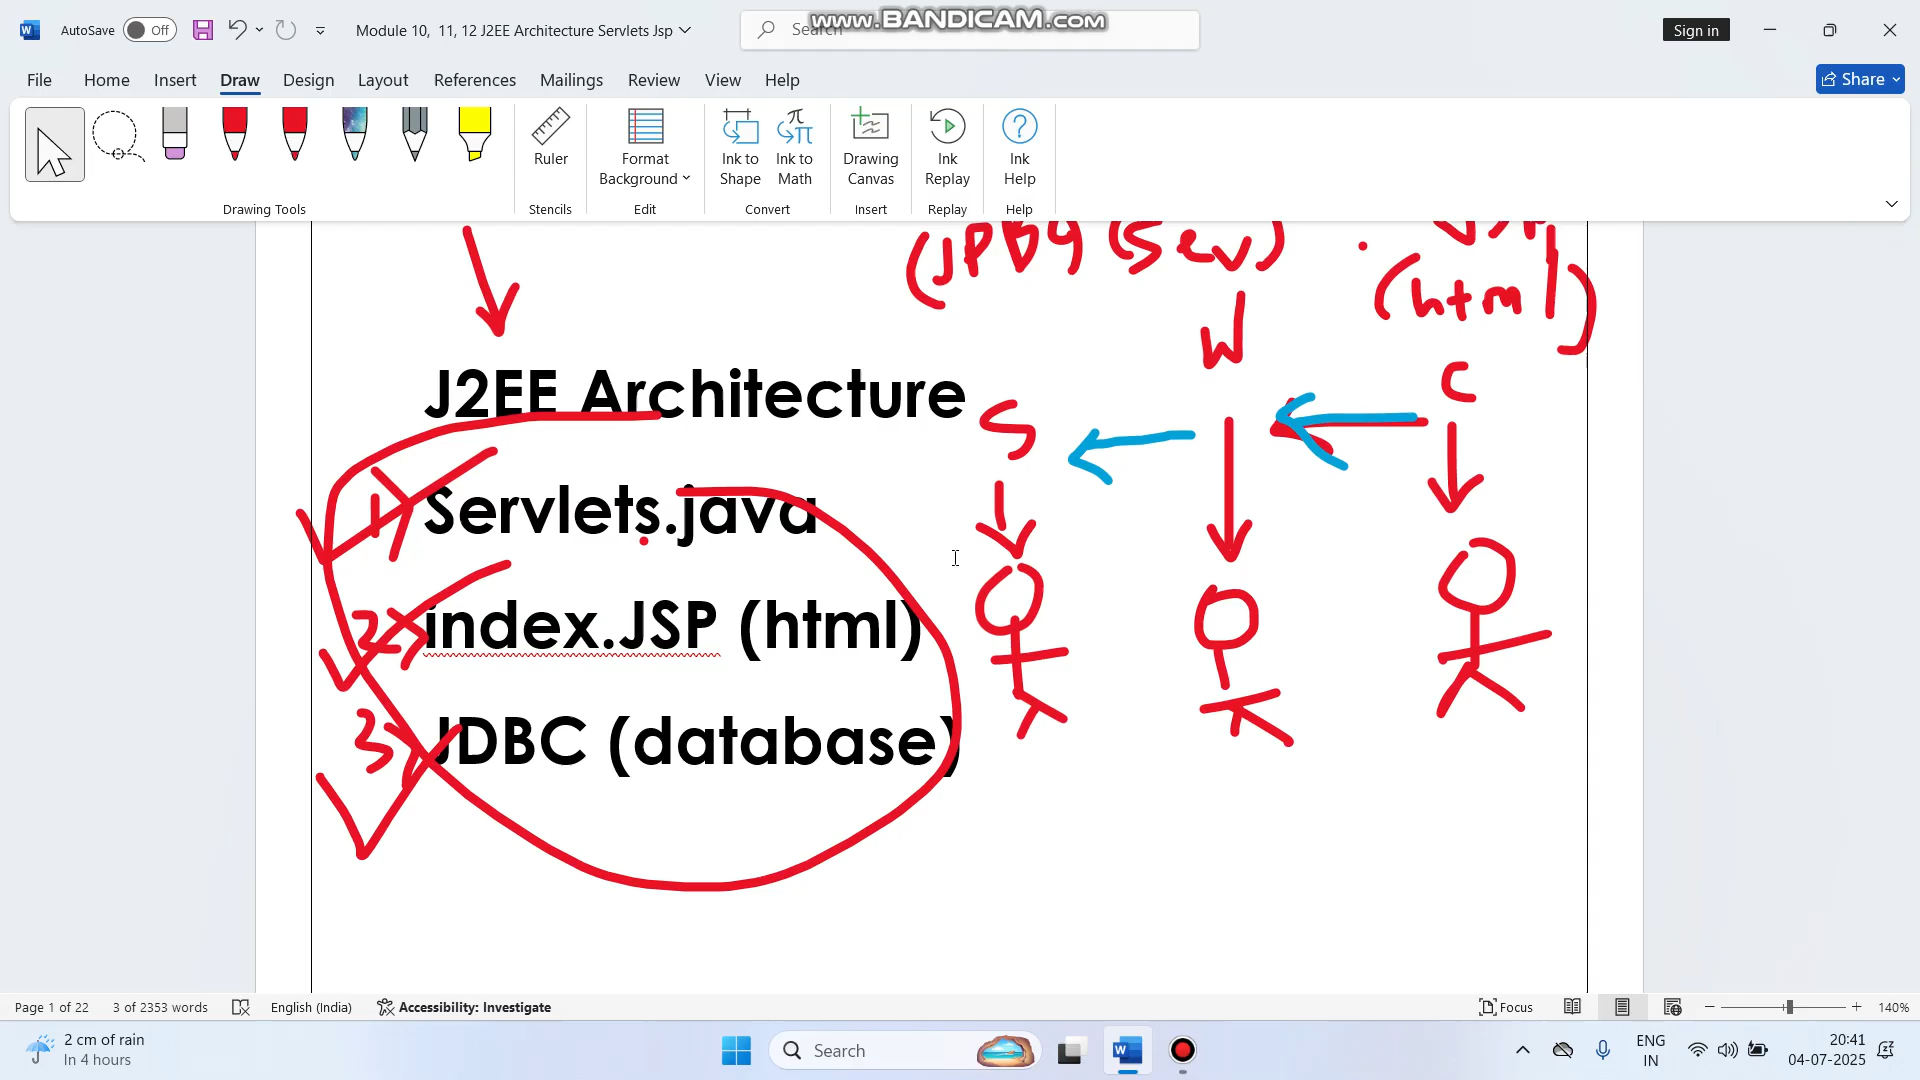 www.BANDICAM.com
AutoSave Off Module 10, 11, 12 J2EE Architecture Servlets Jsp Search Sign in
File Home Insert Draw Design Layout References Mailings Review View Help Share
Ruler Format Background Ink to Shape Ink to Math Drawing Canvas Ink Replay Ink Help
Drawing Tools Stencils Edit Convert Insert Replay Help
(html)
W
C
J2EE Architecture
S
1) Servlets.java
2) index.JSP (html)
3) JDBC (database)
Page 1 of 22 3 of 2353 words English (India) Accessibility: Investigate Focus 140%
2 cm of rain
In 4 hours
Search
ENG
IN
20:41
04-07-2025